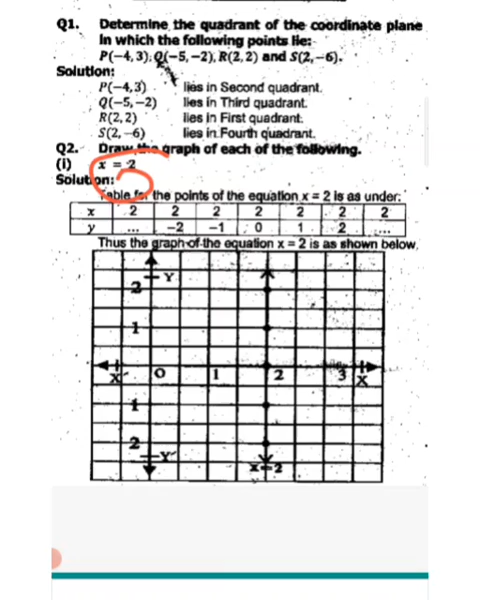 Q1. Determine the quadrant of the coordinate plane
in which the following points lie:-
P(−4,3), Q(−5,−2), R(2,2) and S(2,−6).
Solution:
P(−4,3) lies in Second quadrant.
Q(−5,−2) lies in Third quadrant.
R(2,2) lies in First quadrant.
S(2,−6) lies in Fourth quadrant.
Q2. Draw the graph of each of the following.
(i) x = 2
Solution:
Table for the points of the equation x = 2 is as under:
x 2 2 2 2 2 2 2
y ... −2 −1 0 1 2 ...
Thus the graph of the equation x = 2 is as shown below.
Y
2
1
X′ O 1 2 3 X
1
2
Y′ x=2